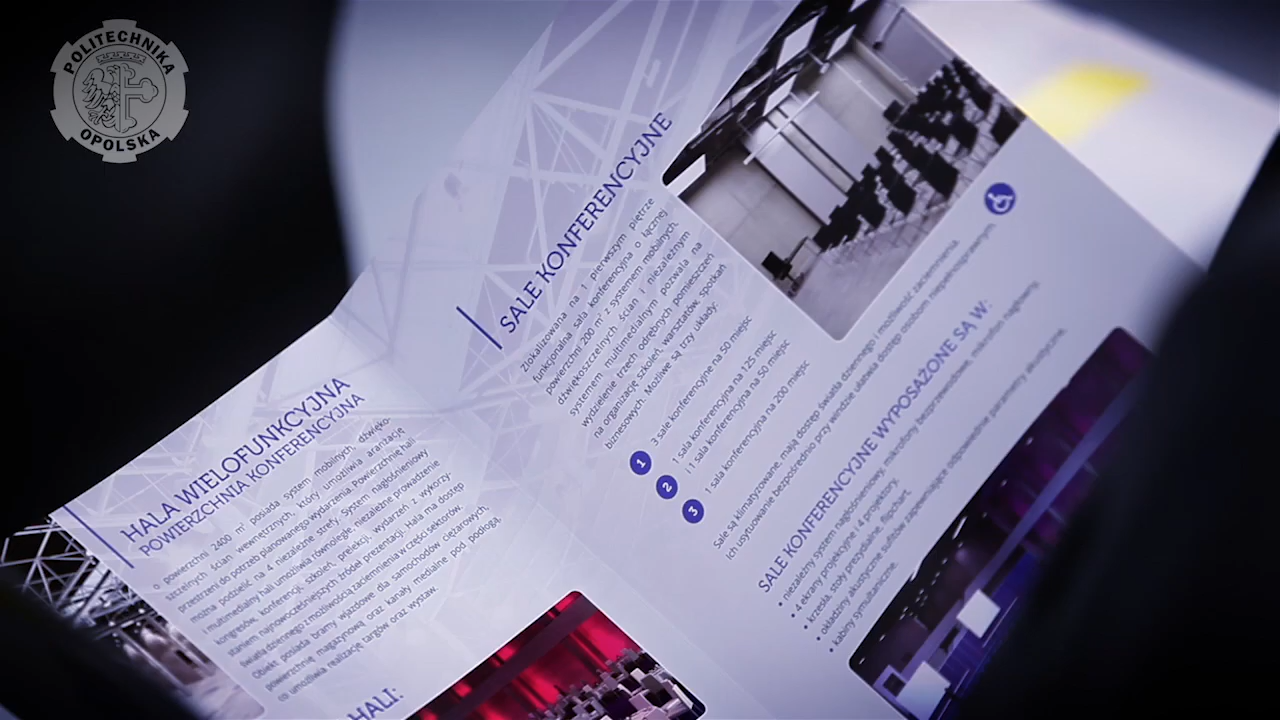 POLITECHNIKA
OPOLSKA
HALA WIELOFUNKCYJNA
POWIERZCHNIA KONFERENCYJNA
o powierzchni 2400 m² posiada system mobilnych, dźwięko-
szczelnych ścian wewnętrznych, który umożliwia aranżację
przestrzeni do potrzeb planowanego wydarzenia. Powierzchnię hali
można podzielić na 4 niezależne strefy. System nagłośnieniowy
i multimedialny hali umożliwia równoległe niezależne prowadzenie
kongresów, konferencji, szkoleń, prelekcji, wydarzeń z wykorzy-
staniem najnowocześniejszych źródeł prezentacji. Hala ma dostęp
światła dziennego z możliwością zaciemnienia w części sektorów.
Obiekt posiada bramy wjazdowe dla samochodów ciężarowych,
powierzchnie magazynową oraz kanały medialne pod podłogą,
co umożliwia realizację targów oraz wystaw.
HALI:
SALE KONFERENCYJNE
Zlokalizowana na 1 pierwszym piętrze
funkcjonalna sala konferencyjna o łącznej
powierzchni 200 m² z systemem mobilnych,
dźwiękoszczelnych ścian i niezależnym
systemem multimedialnym pozwala na
wydzielenie trzech odrębnych pomieszczeń
na organizację szkoleń, warsztatów, spotkań
biznesowych. Możliwe są trzy układy:
1 3 sale konferencyjne na 50 miejsc
2 1 sala konferencyjna na 125 miejsc
i 1 sala konferencyjna na 50 miejsc
3 1 sala konferencyjna na 200 miejsc
Sale są klimatyzowane, mają dostęp światła dziennego i możliwość zaciemnienia.
Ich usytuowanie bezpośrednio przy windzie ułatwia dostęp osobom niepełnosprawnym.
SALE KONFERENCYJNE WYPOSAŻONE SĄ W:
• niezależny system nagłośnieniowy, mikrofony bezprzewodowe, mikrofon nagłowny,
• 4 ekrany projekcyjne i 4 projektory,
• krzesła, stoły prezydialne, flipchart,
• okładziny akustyczne sufitów zapewniające odpowiednie parametry akustyczne,
• kabiny symultaniczne.